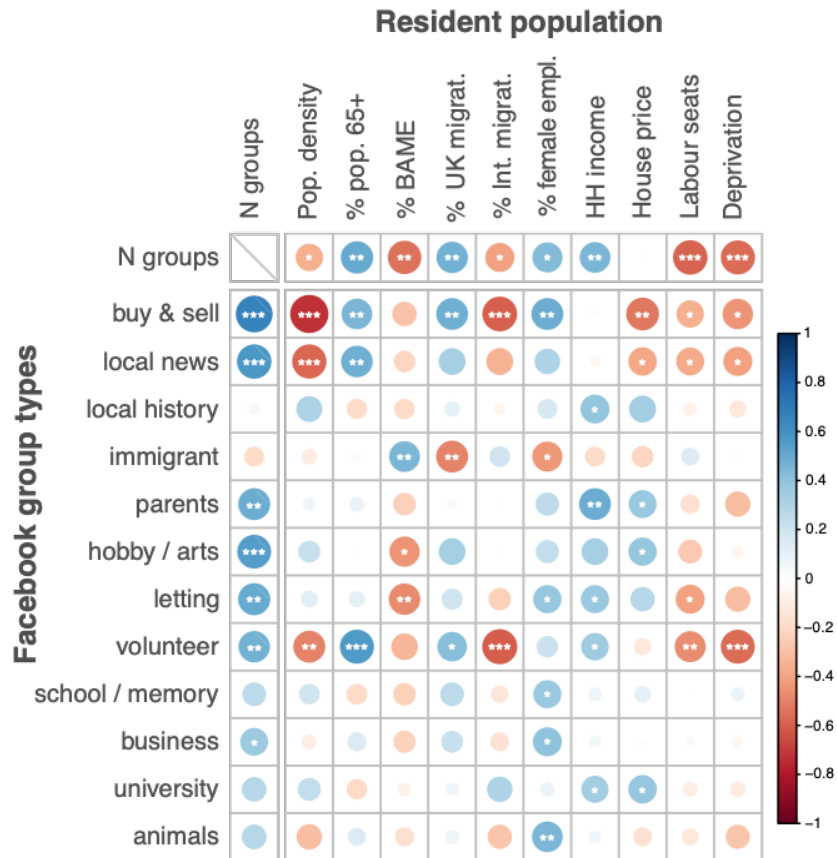 Resident population
N groups
Pop. density
% pop. 65+
% BAME
% UK migrat.
% Int. migrat.
% female empl.
HH income
House price
Labour seats
Deprivation
Facebook group types
N groups * ** ** ** * * ** *** ***
buy & sell *** *** ** ** *** ** ** * *
local news *** *** ** * * *
local history *
immigrant ** ** *
parents ** ** *
hobby / arts *** * *
letting ** ** * * *
volunteer ** ** *** * *** * ** ***
school / memory *
business * *
university * *
animals **
1
0.8
0.6
0.4
0.2
0
−0.2
−0.4
−0.6
−0.8
−1